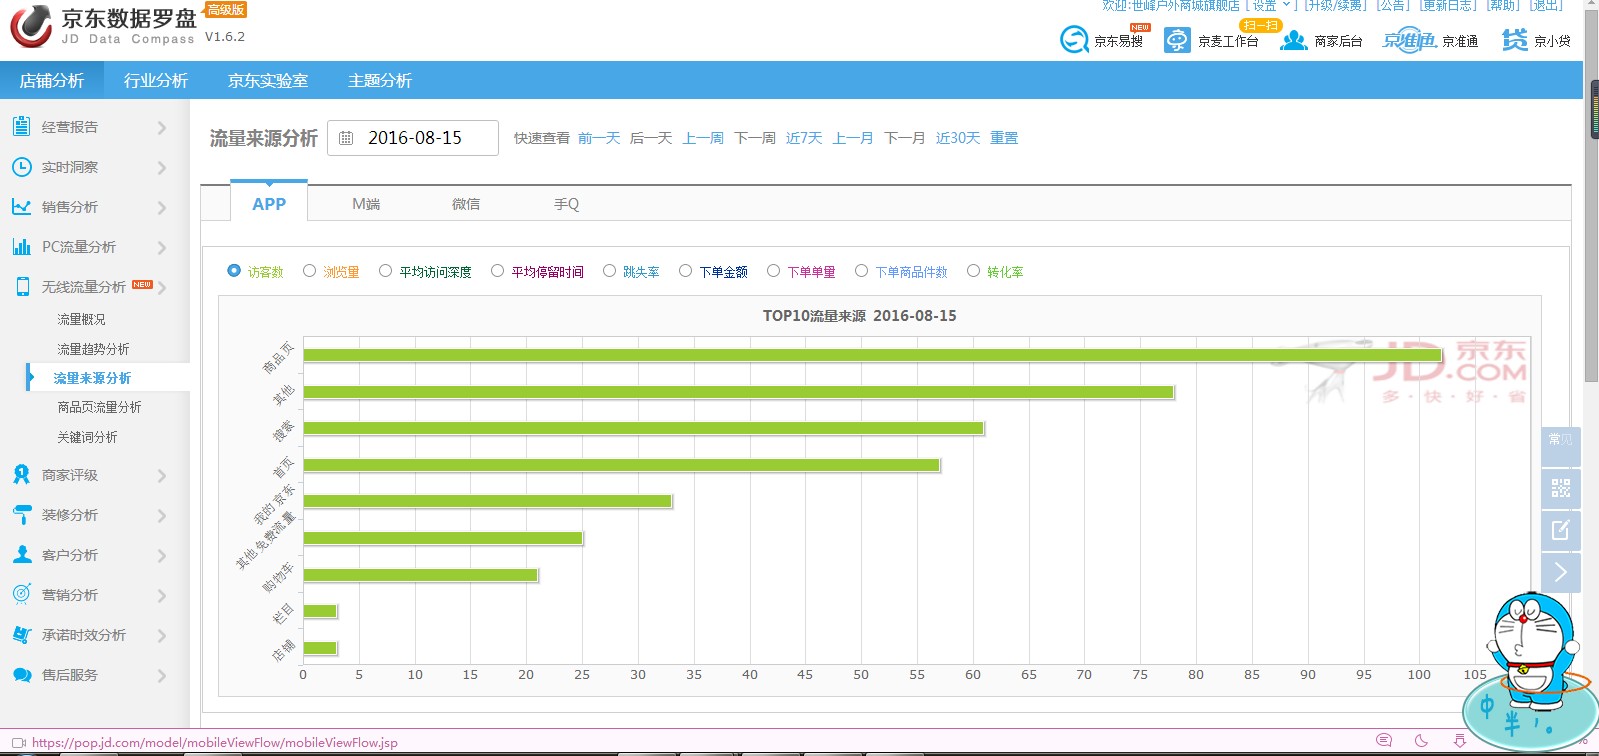 京东数据罗盘 高级版
JD Data Compass V1.6.2
欢迎:世峰户外商城旗舰店 [ 设置 ] [升级/续费] [公告] [更新日志] [帮助] [退出]
京东易搜 NEW 京麦工作台 扫一扫 商家后台 京准通 京准通 贷 京小贷
店铺分析 行业分析 京东实验室 主题分析
经营报告
实时洞察
销售分析
PC流量分析
无线流量分析 NEW
流量概况
流量趋势分析
流量来源分析
商品页流量分析
关键词分析
商家评级
装修分析
客户分析
营销分析
承诺时效分析
售后服务
流量来源分析 2016-08-15 快速查看 前一天 后一天 上一周 下一周 近7天 上一月 下一月 近30天 重置
APP M端 微信 手Q
访客数 浏览量 平均访问深度 平均停留时间 跳失率 下单金额 下单单量 下单商品件数 转化率
TOP10流量来源 2016-08-15
京东
JD.COM
多·快·好·省
商品页
其他
搜索
首页
我的京东
其他免费流量
购物车
栏目
店铺
0 5 10 15 20 25 30 35 40 45 50 55 60 65 70 75 80 85 90 95 100 105
常见
中 半
https://pop.jd.com/model/mobileViewFlow/mobileViewFlow.jsp